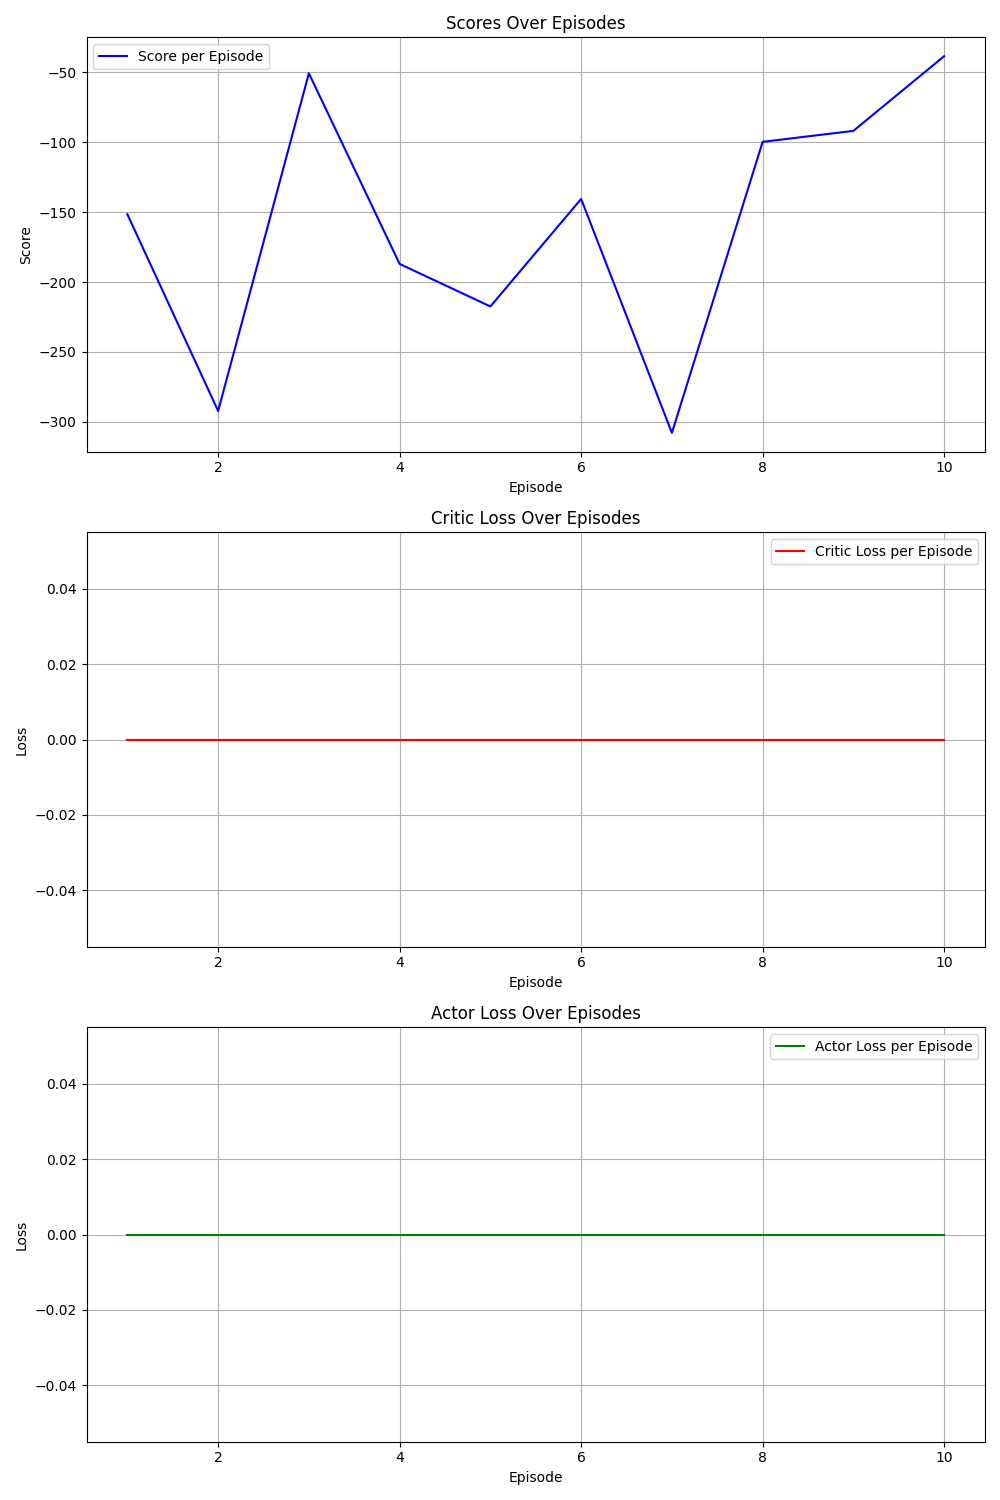 Scores Over Episodes
Score per Episode
−50
−100
−150
−200
−250
−300
Score
2 4 6 8 10
Episode
Critic Loss Over Episodes
Critic Loss per Episode
0.04
0.02
0.00
−0.02
−0.04
Loss
2 4 6 8 10
Episode
Actor Loss Over Episodes
Actor Loss per Episode
0.04
0.02
0.00
−0.02
−0.04
Loss
2 4 6 8 10
Episode